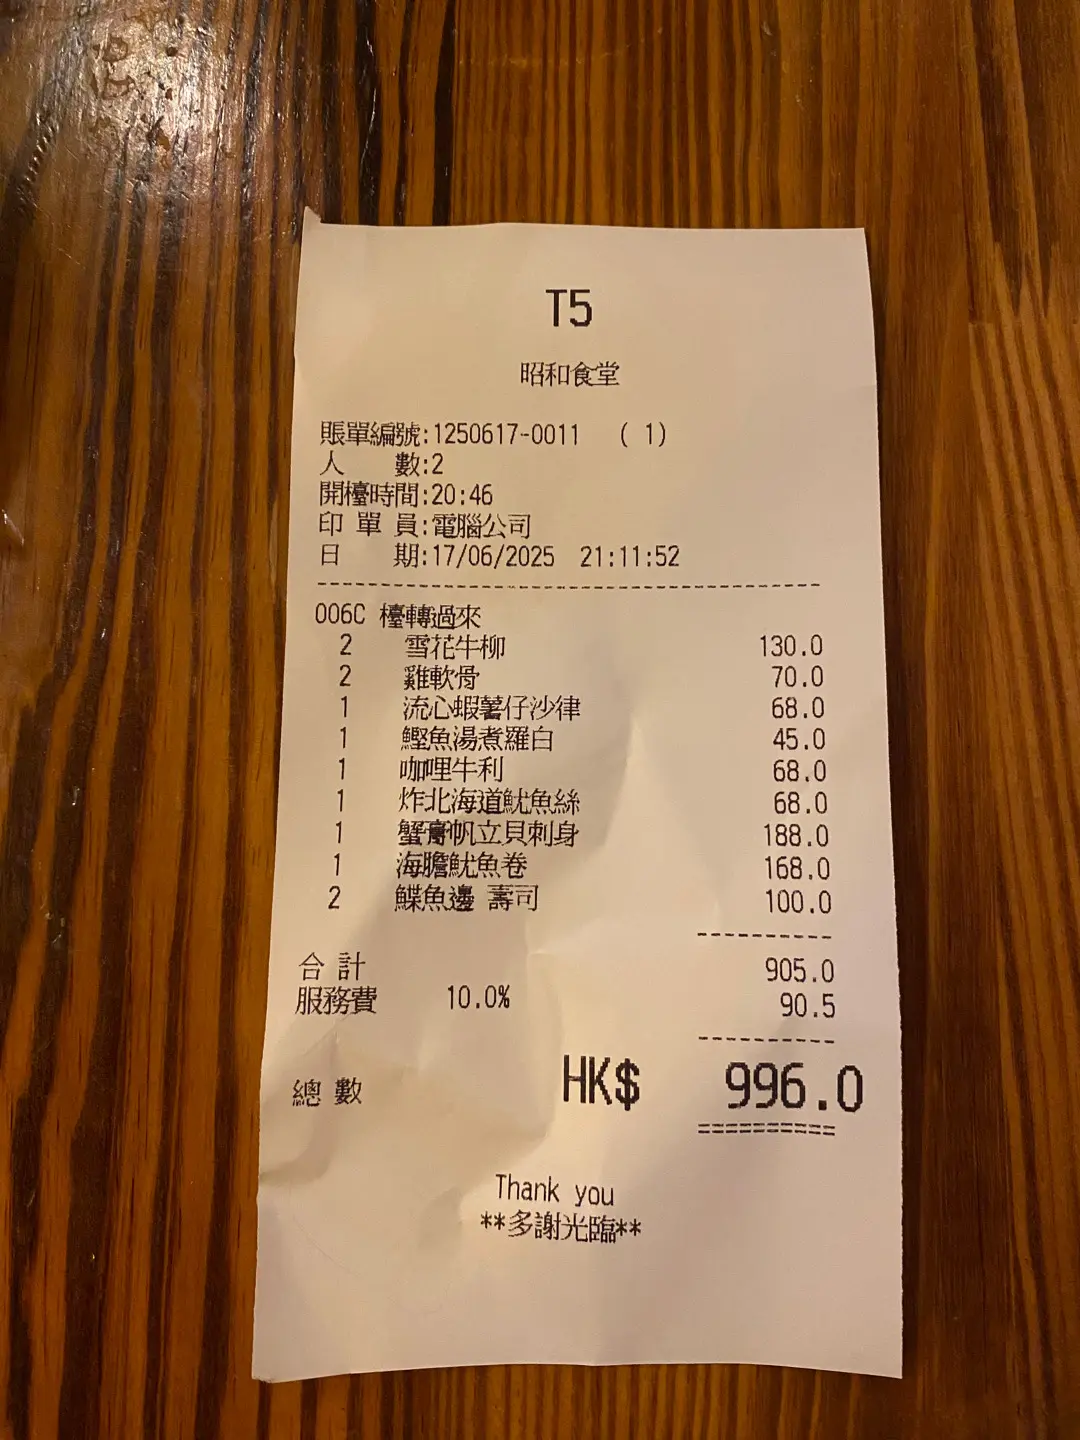 T5
昭和食堂
賬單編號:1250617-0011 ( 1)
人 數:2
開檯時間:20:46
印 單 員:電腦公司
日 期:17/06/2025 21:11:52
006C 檯轉過來
2 雪花牛柳 130.0
2 雞軟骨 70.0
1 流心蝦薯仔沙律 68.0
1 鰹魚湯煮羅白 45.0
1 咖哩牛利 68.0
1 炸北海道魷魚絲 68.0
1 蟹膏帆立貝刺身 188.0
1 海膽魷魚卷 168.0
2 鰈魚邊 壽司 100.0
合 計 905.0
服務費 10.0% 90.5
總 數 HK$ 996.0
Thank you
**多謝光臨**